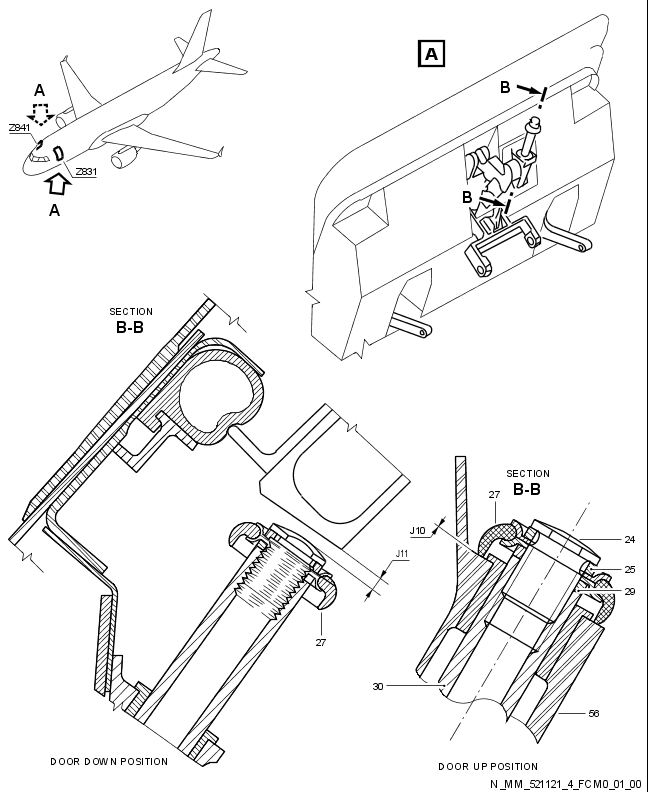 A
Z841
Z831
A
A
B
B
SECTION
B-B
J11
27
DOOR DOWN POSITION
SECTION
B-B
27
J10
24
25
29
30
56
DOOR UP POSITION
N_MM_521121_4_FCM0_01_00